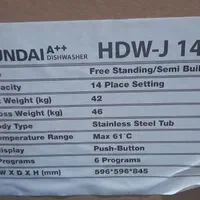 UNDAI A++ DISHWASHER HDW-J 14
Free Standing/Semi Buil
acity 14 Place Setting
Weight (kg) 42
oss Weight (kg) 46
ody Type Stainless Steel Tub
emperature Range Max 61°C
isplay Push-Button
Programs 6 Programs
W X D X H (mm) 596*596*845